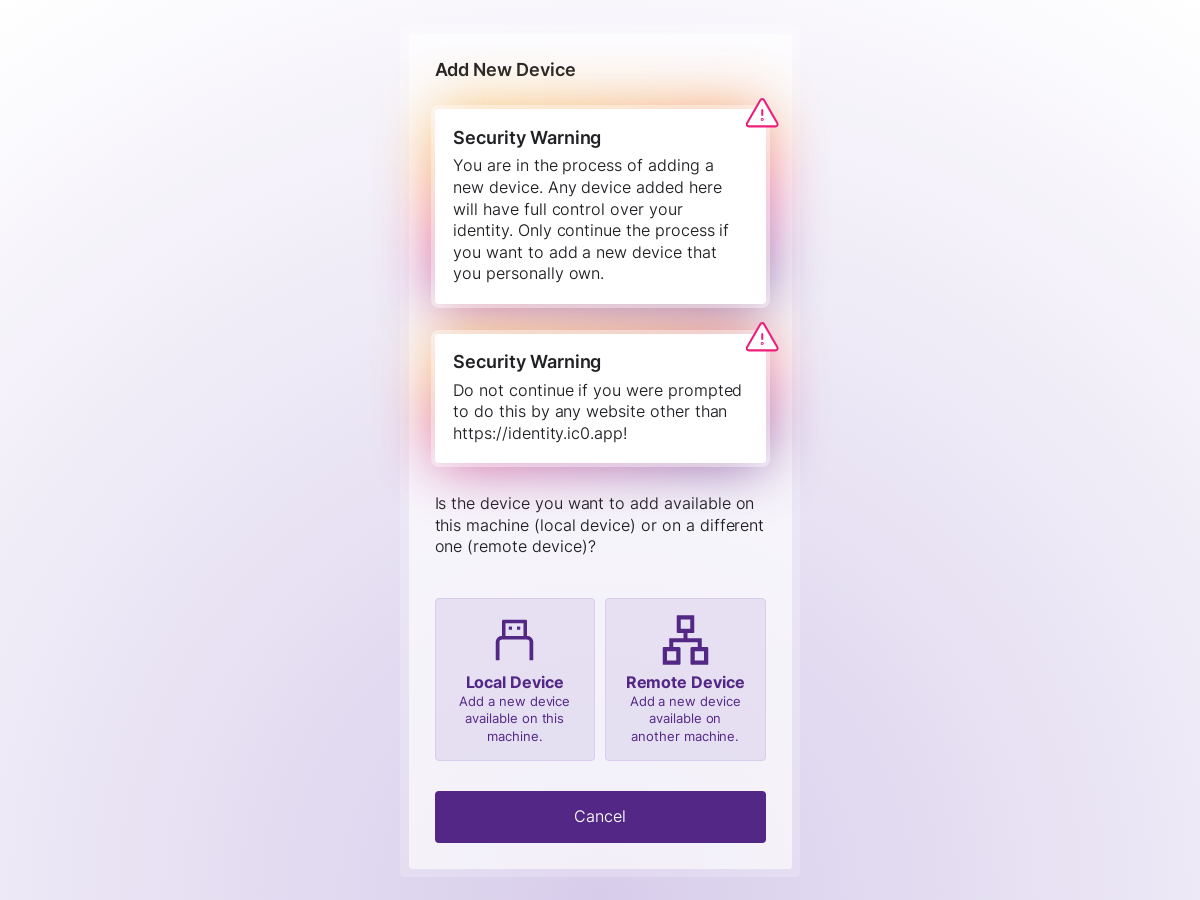 Add New Device
Security Warning
You are in the process of adding a
new device. Any device added here
will have full control over your
identity. Only continue the process if
you want to add a new device that
you personally own.
Security Warning
Do not continue if you were prompted
to do this by any website other than
https://identity.ic0.app!
Is the device you want to add available on
this machine (local device) or on a different
one (remote device)?
Local Device
Add a new device
available on this
machine.
Remote Device
Add a new device
available on
another machine.
Cancel